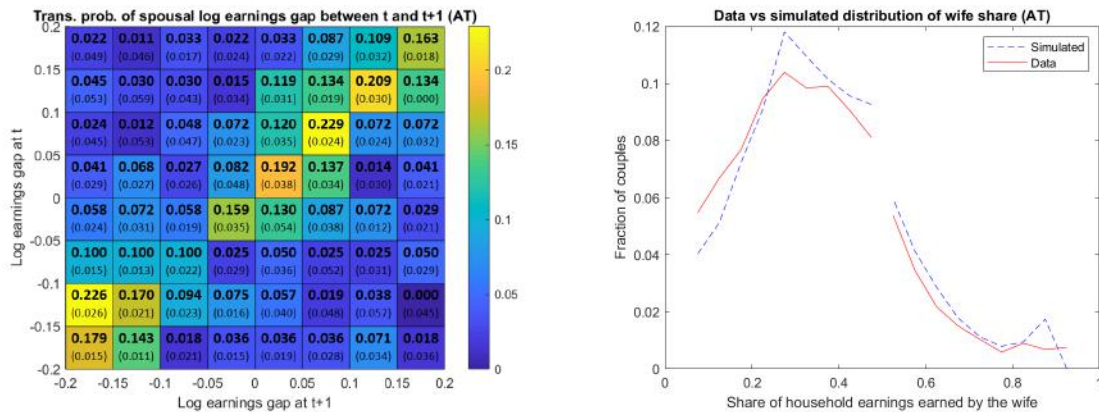 Trans. prob. of spousal log earnings gap between t and t+1 (AT)
0.2
0.022 0.011 0.033 0.022 0.033 0.087 0.109 0.163
(0.049) (0.046) (0.017) (0.024) (0.022) (0.029) (0.032) (0.018)
0.15
0.045 0.030 0.030 0.015 0.119 0.134 0.209 0.134
(0.053) (0.059) (0.043) (0.034) (0.031) (0.019) (0.030) (0.000)
0.1
0.024 0.012 0.048 0.072 0.120 0.229 0.072 0.072
(0.045) (0.053) (0.047) (0.023) (0.035) (0.024) (0.024) (0.032)
0.05
0.041 0.068 0.027 0.082 0.192 0.137 0.014 0.041
(0.029) (0.027) (0.026) (0.048) (0.038) (0.034) (0.030) (0.021)
0
0.058 0.072 0.058 0.159 0.130 0.087 0.072 0.029
(0.024) (0.031) (0.019) (0.035) (0.054) (0.038) (0.012) (0.021)
-0.05
0.100 0.100 0.100 0.025 0.050 0.025 0.025 0.050
(0.015) (0.013) (0.022) (0.029) (0.036) (0.052) (0.031) (0.029)
-0.1
0.226 0.170 0.094 0.075 0.057 0.019 0.038 0.000
(0.026) (0.021) (0.023) (0.016) (0.040) (0.048) (0.057) (0.045)
-0.15
0.179 0.143 0.018 0.036 0.036 0.036 0.071 0.018
(0.015) (0.011) (0.021) (0.015) (0.019) (0.028) (0.034) (0.036)
-0.2
-0.2 -0.15 -0.1 -0.05 0 0.05 0.1 0.15 0.2
Log earnings gap at t+1
Log earnings gap at t
0.2
0.15
0.1
0.05
0
Data vs simulated distribution of wife share (AT)
Simulated
Data
0.12
0.1
0.08
0.06
0.04
0.02
0
0 0.2 0.4 0.6 0.8 1
Share of household earnings earned by the wife
Fraction of couples